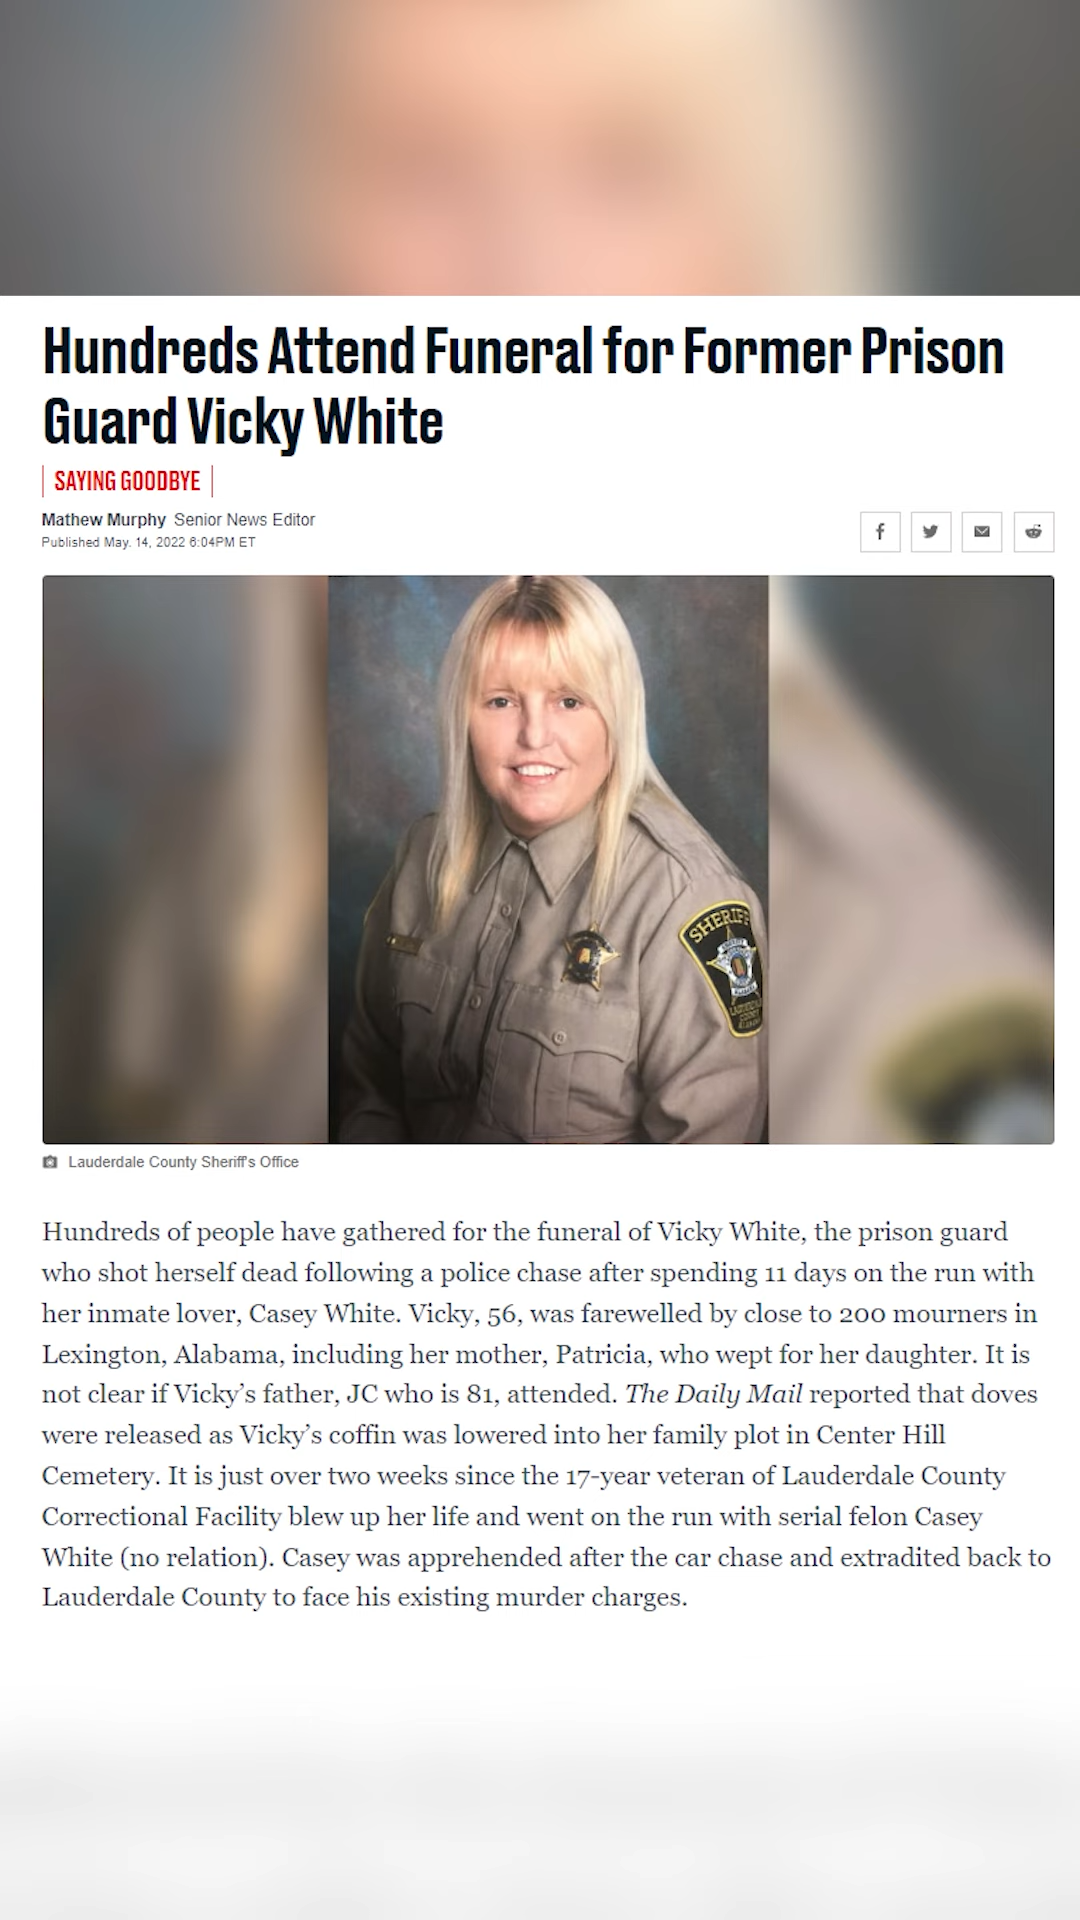 Hundreds Attend Funeral for Former Prison
Guard Vicky White
SAYING GOODBYE
Mathew Murphy Senior News Editor
Published May. 14, 2022 6:04PM ET
SHERIFF
LAUDERDALE
COUNTY
ALABAMA
Lauderdale County Sheriff's Office
Hundreds of people have gathered for the funeral of Vicky White, the prison guard
who shot herself dead following a police chase after spending 11 days on the run with
her inmate lover, Casey White. Vicky, 56, was farewelled by close to 200 mourners in
Lexington, Alabama, including her mother, Patricia, who wept for her daughter. It is
not clear if Vicky’s father, JC who is 81, attended. The Daily Mail reported that doves
were released as Vicky’s coffin was lowered into her family plot in Center Hill
Cemetery. It is just over two weeks since the 17-year veteran of Lauderdale County
Correctional Facility blew up her life and went on the run with serial felon Casey
White (no relation). Casey was apprehended after the car chase and extradited back to
Lauderdale County to face his existing murder charges.